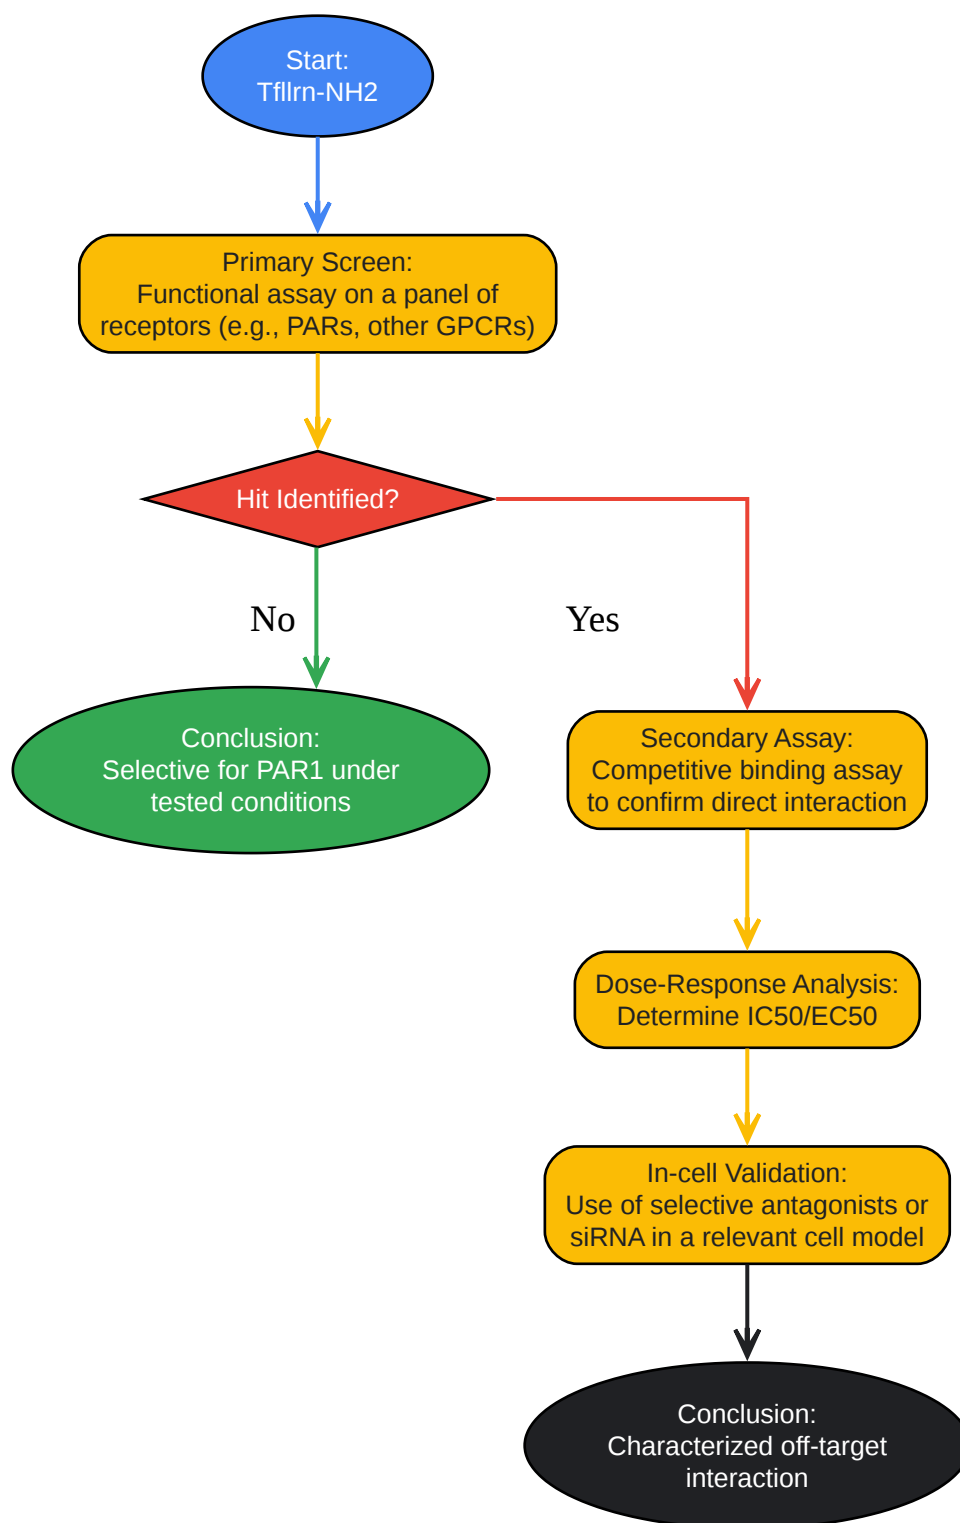 Start:
Tfllrn-NH2
Primary Screen:
Functional assay on a panel of
receptors (e.g., PARs, other GPCRs)
Hit Identified?
No
Yes
Conclusion:
Selective for PAR1 under
tested conditions
Secondary Assay:
Competitive binding assay
to confirm direct interaction
Dose-Response Analysis:
Determine IC50/EC50
In-cell Validation:
Use of selective antagonists or
siRNA in a relevant cell model
Conclusion:
Characterized off-target
interaction